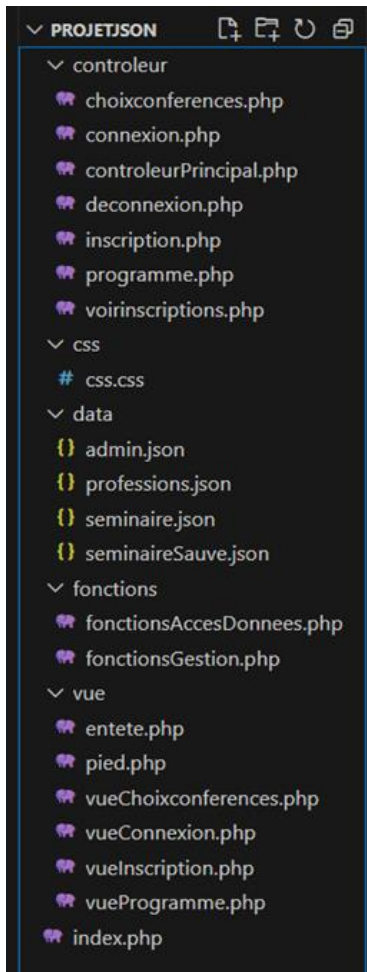 PROJETJSON
controleur
choixconferences.php
connexion.php
controleurPrincipal.php
deconnexion.php
inscription.php
programme.php
voirinscriptions.php
css
# css.css
data
{} admin.json
{} professions.json
{} seminaire.json
{} seminaireSauve.json
fonctions
fonctionsAccesDonnees.php
fonctionsGestion.php
vue
entete.php
pied.php
vueChoixconferences.php
vueConnexion.php
vueInscription.php
vueProgramme.php
index.php